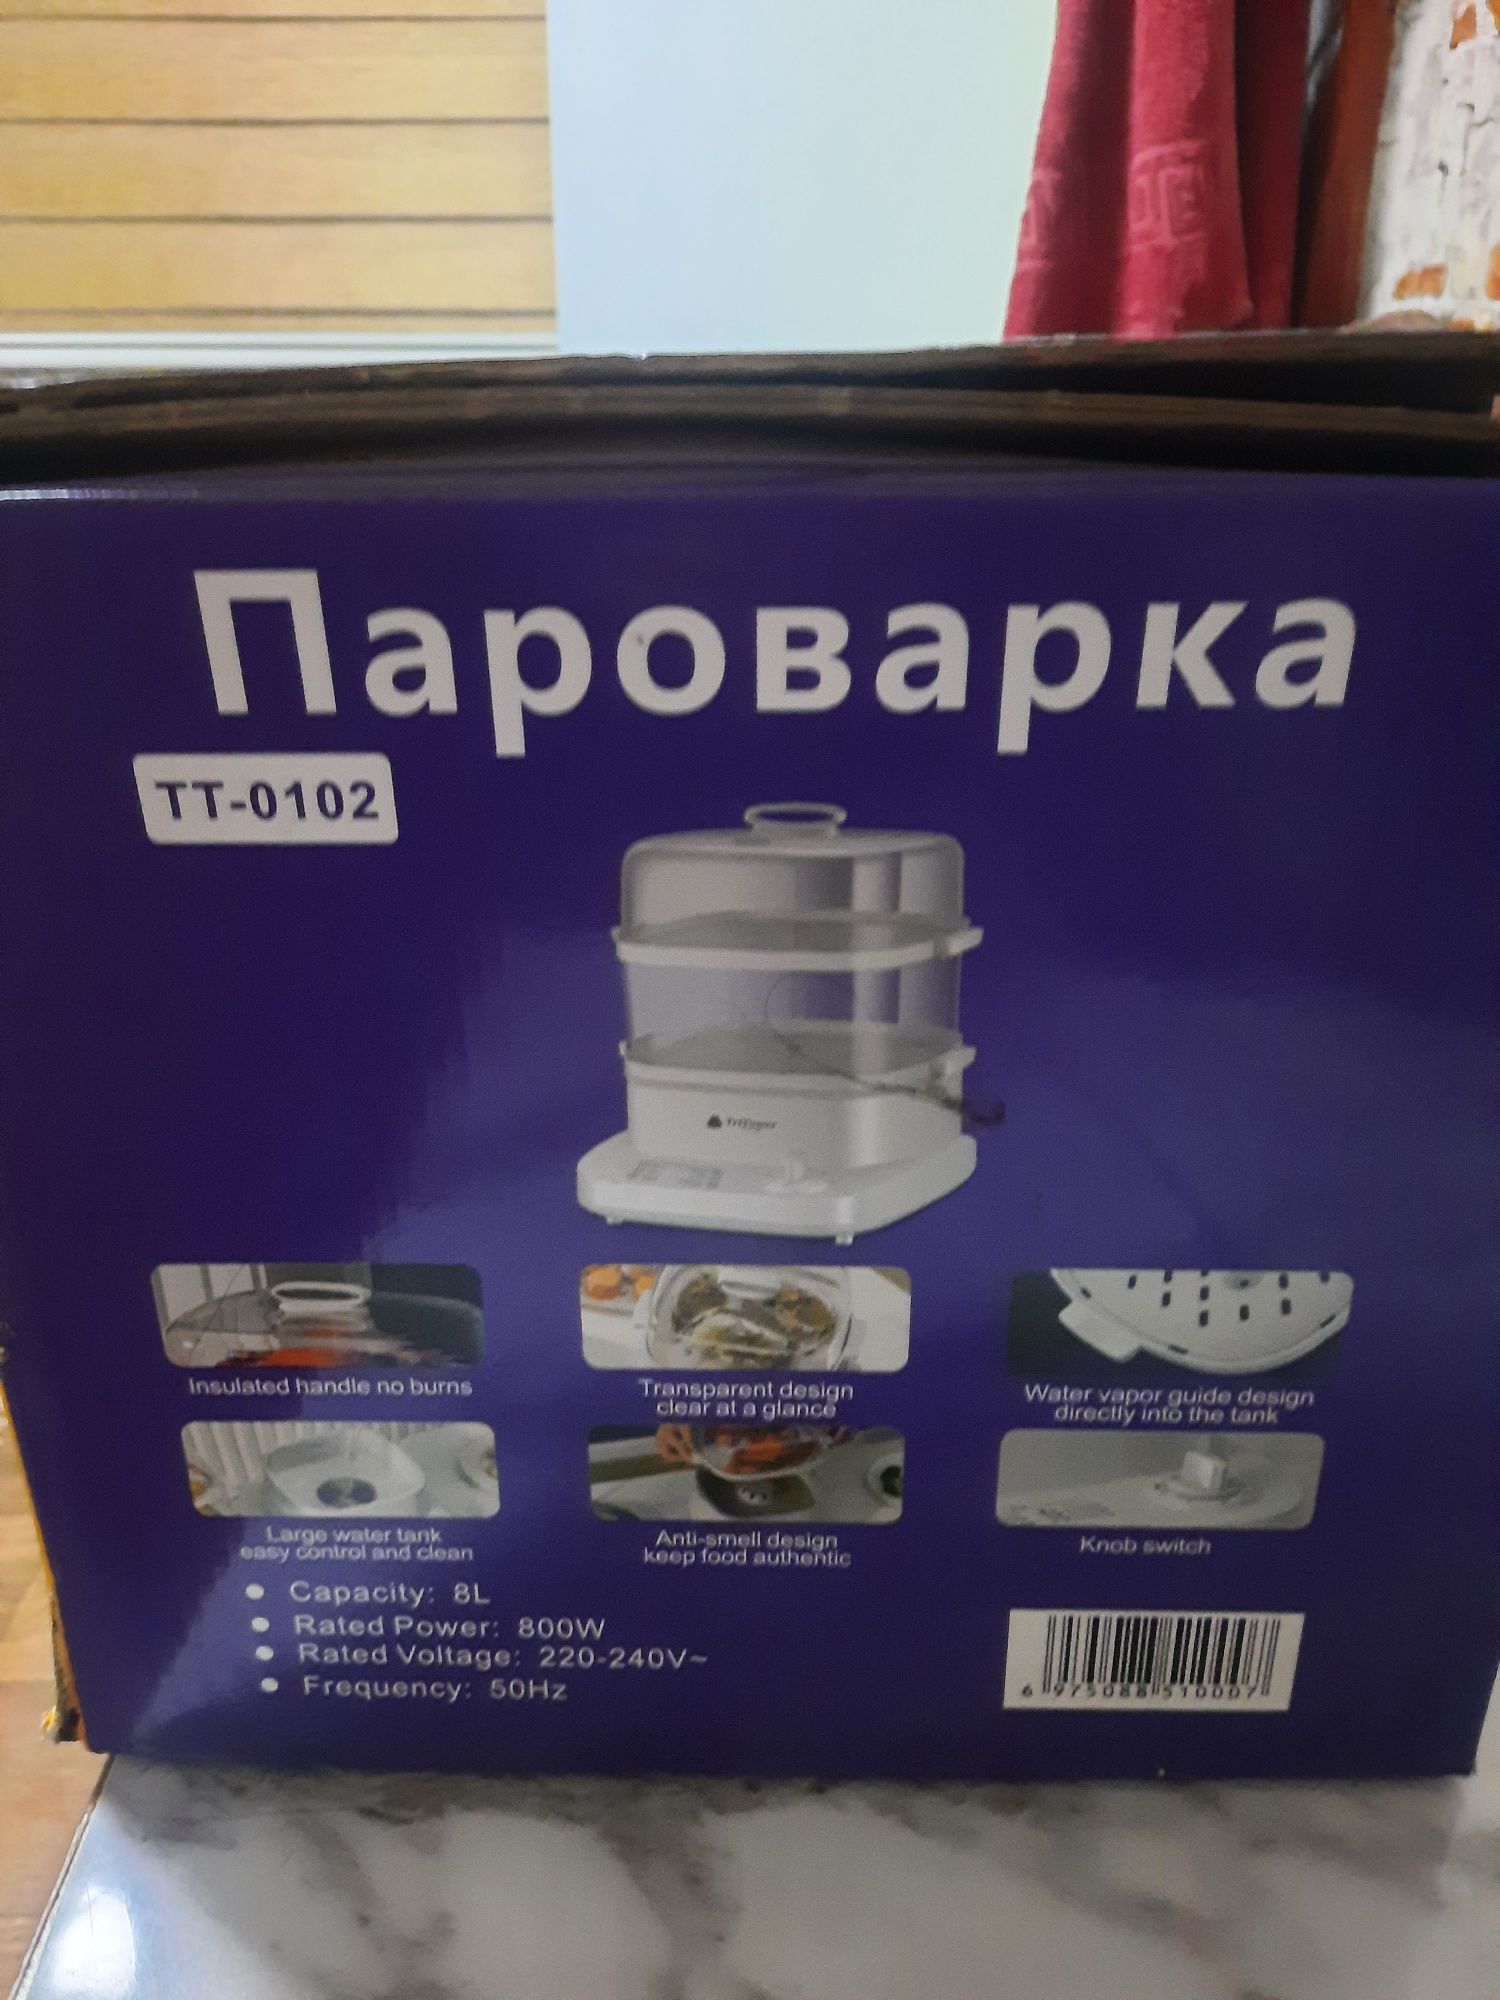 Пароварка
TT-0102
Insulated handle no burns
Transparent design
clear at a glance
Water vapor guide design
directly into the tank
Large water tank
easy control and clean
Anti-smell design
keep food authentic
Knob switch
Capacity: 8L
Rated Power: 800W
Rated Voltage: 220-240V~
Frequency: 50Hz
6 975088 510007